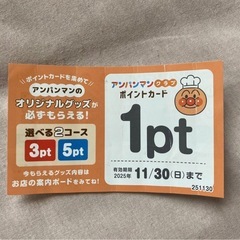 ポイントカードを集めて
アンパンマンの
オリジナルグッズが
必ずもらえる!
選べる2コース
3pt 5pt
今もらえるグッズ内容は
お店の案内ボードをみてね!
アンパンマンクラブ
ポイントカード
1pt
有効期限
2025年 11/30(日)まで
251130